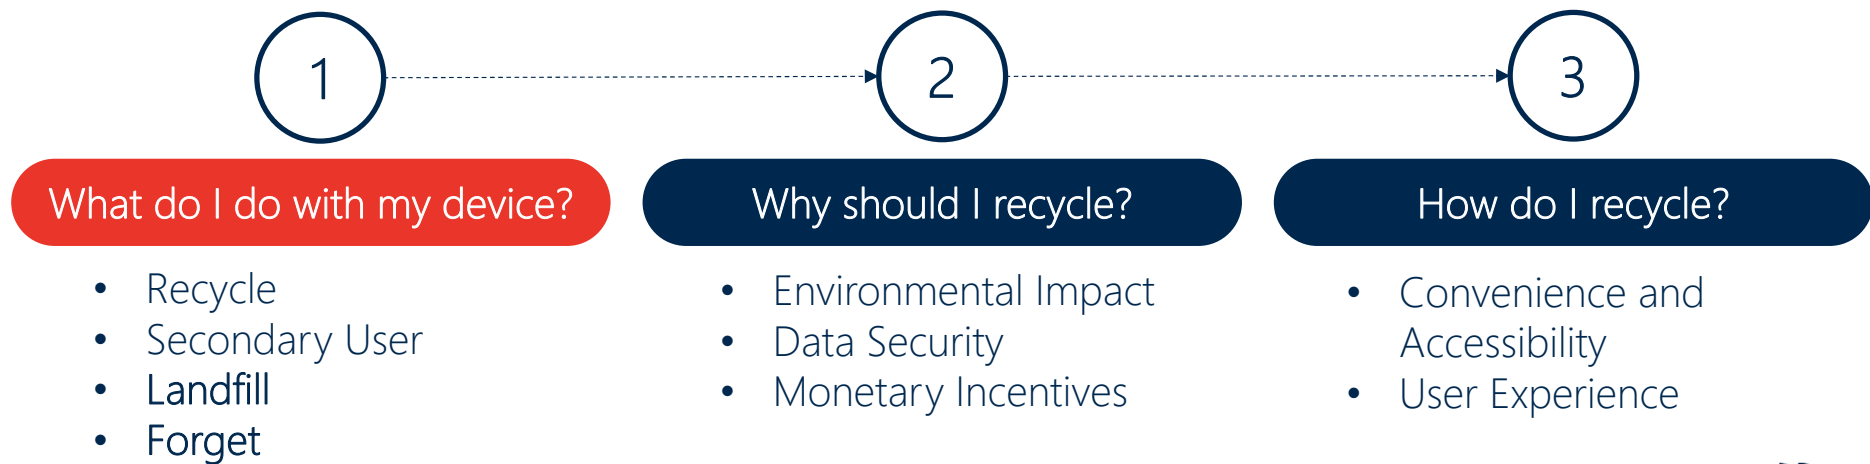 1
2
3
What do I do with my device?
Why should I recycle?
How do I recycle?
• Recycle
• Secondary User
• Landfill
• Forget
• Environmental Impact
• Data Security
• Monetary Incentives
• Convenience and
Accessibility
• User Experience